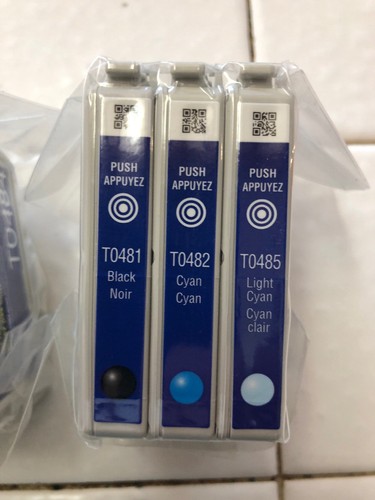 PUSH
APPUYEZ
T0481
Black
Noir
PUSH
APPUYEZ
T0482
Cyan
Cyan
PUSH
APPUYEZ
T0485
Light
Cyan
Cyan
clair